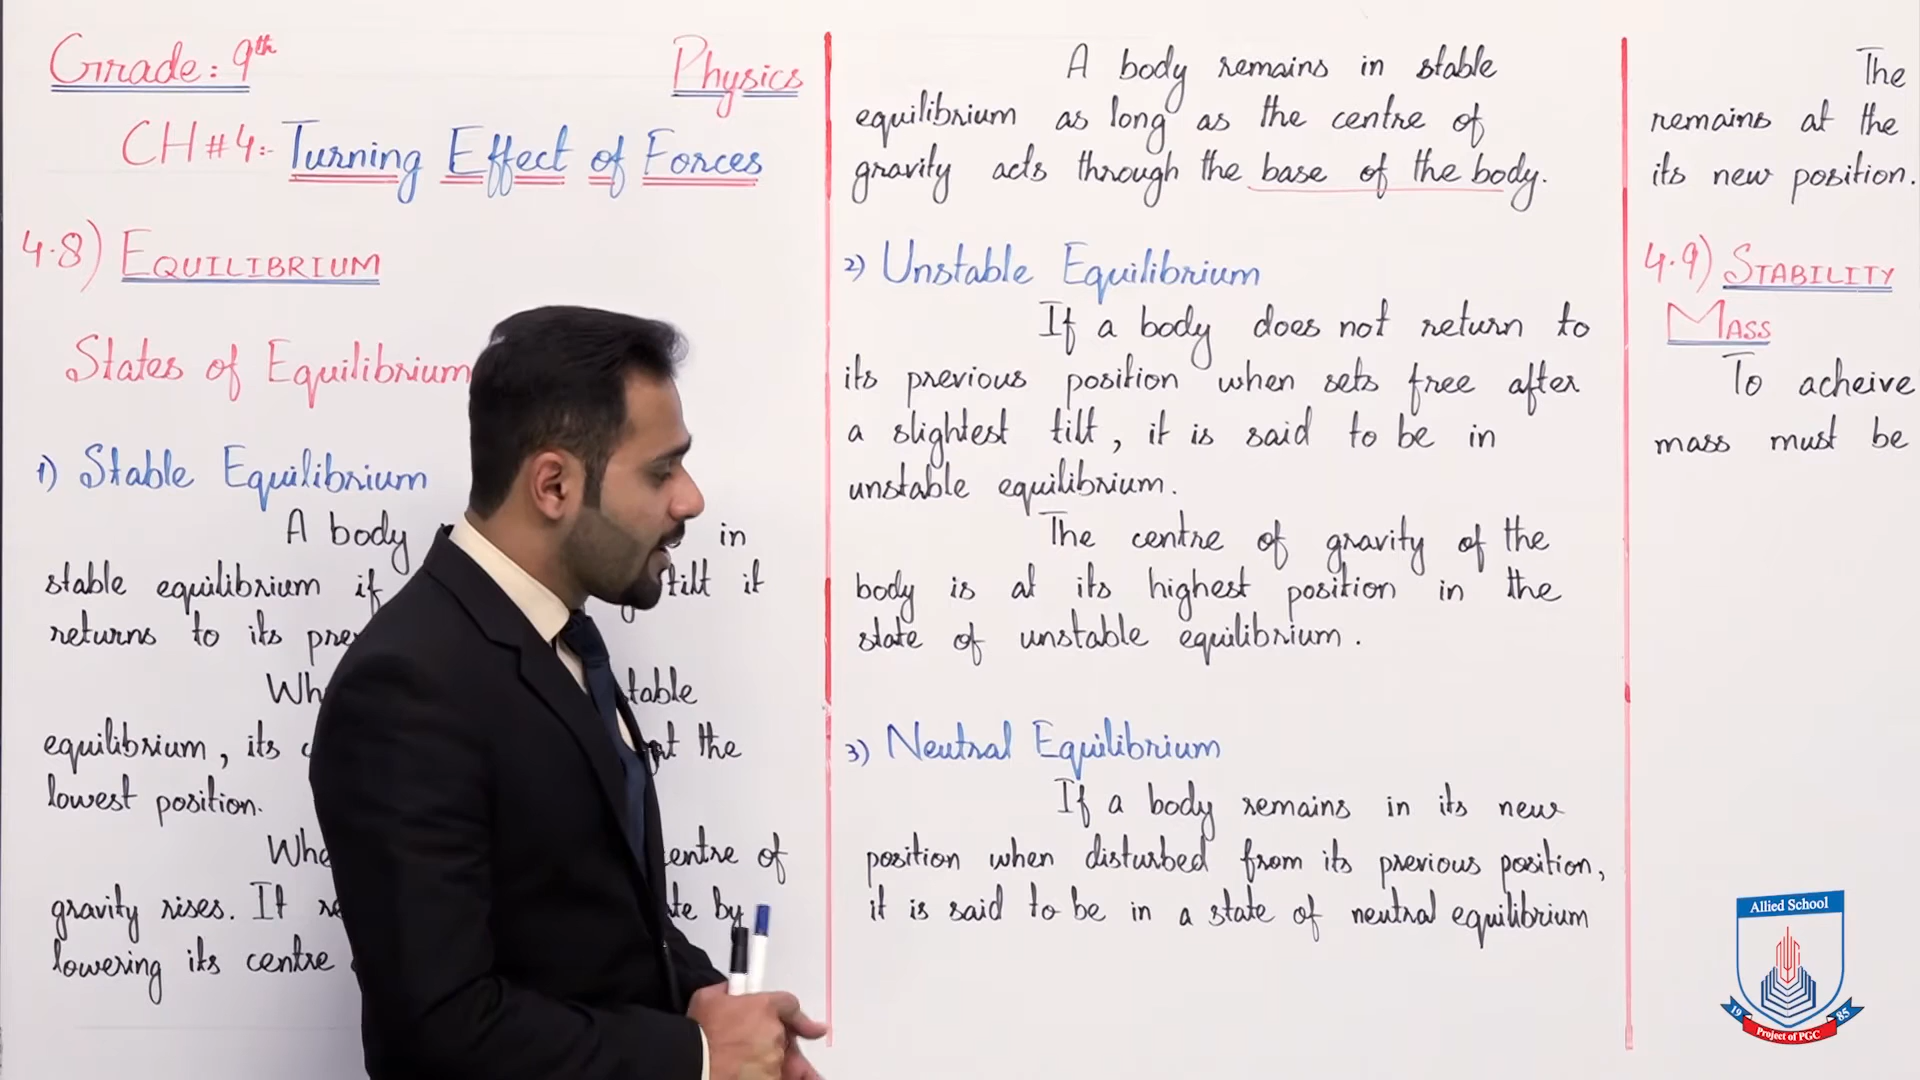 Grade: 9th
Physics
CH#4:- Turning Effect of Forces
4.8) EQUILIBRIUM
States of Equilibrium
1) Stable Equilibrium
A body in
stable equilibrium if tilt it
returns to its
equilibrium, its at the
lowest position.
of
gravity rises. It by
lowering its centre
A body remains in stable
equilibrium as long as the centre of
gravity acts through the base of the body.
2) Unstable Equilibrium
If a body does not return to
its previous position when sets free after
a slightest tilt, it is said to be in
unstable equilibrium.
The centre of gravity of the
body is at its highest position in the
state of unstable equilibrium.
3) Neutral Equilibrium
If a body remains in its new
position when disturbed from its previous position,
it is said to be in a state of neutral equilibrium
The
remains at the
its new position.
4.9) STABILITY
MASS
To acheive
mass must be
Allied School
19 85
Project of PGC